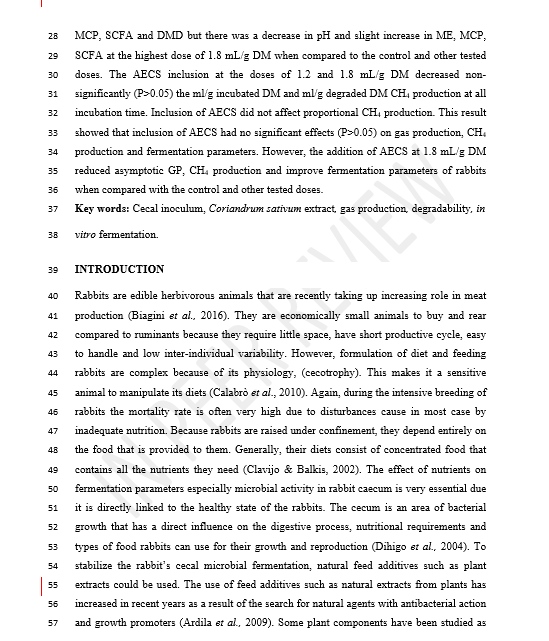 28 MCP, SCFA and DMD but there was a decrease in pH and slight increase in ME, MCP,
29 SCFA at the highest dose of 1.8 mL/g DM when compared to the control and other tested
30 doses. The AECS inclusion at the doses of 1.2 and 1.8 mL/g DM decreased non-
31 significantly (P>0.05) the ml/g incubated DM and ml/g degraded DM CH₄ production at all
32 incubation time. Inclusion of AECS did not affect proportional CH₄ production. This result
33 showed that inclusion of AECS had no significant effects (P>0.05) on gas production, CH₄
34 production and fermentation parameters. However, the addition of AECS at 1.8 mL/g DM
35 reduced asymptotic GP, CH₄ production and improve fermentation parameters of rabbits
36 when compared with the control and other tested doses.
37 Key words: Cecal inoculum, Coriandrum sativum extract, gas production, degradability, in
38 vitro fermentation.
39 INTRODUCTION
40 Rabbits are edible herbivorous animals that are recently taking up increasing role in meat
41 production (Biagini et al., 2016). They are economically small animals to buy and rear
42 compared to ruminants because they require little space, have short productive cycle, easy
43 to handle and low inter-individual variability. However, formulation of diet and feeding
44 rabbits are complex because of its physiology, (cecotrophy). This makes it a sensitive
45 animal to manipulate its diets (Calabrò et al., 2010). Again, during the intensive breeding of
46 rabbits the mortality rate is often very high due to disturbances cause in most case by
47 inadequate nutrition. Because rabbits are raised under confinement, they depend entirely on
48 the food that is provided to them. Generally, their diets consist of concentrated food that
49 contains all the nutrients they need (Clavijo & Balkis, 2002). The effect of nutrients on
50 fermentation parameters especially microbial activity in rabbit caecum is very essential due
51 it is directly linked to the healthy state of the rabbits. The cecum is an area of bacterial
52 growth that has a direct influence on the digestive process, nutritional requirements and
53 types of food rabbits can use for their growth and reproduction (Dihigo et al., 2004). To
54 stabilize the rabbit's cecal microbial fermentation, natural feed additives such as plant
55 extracts could be used. The use of feed additives such as natural extracts from plants has
56 increased in recent years as a result of the search for natural agents with antibacterial action
57 and growth promoters (Ardila et al., 2009). Some plant components have been studied as
IN PEER REVIEW